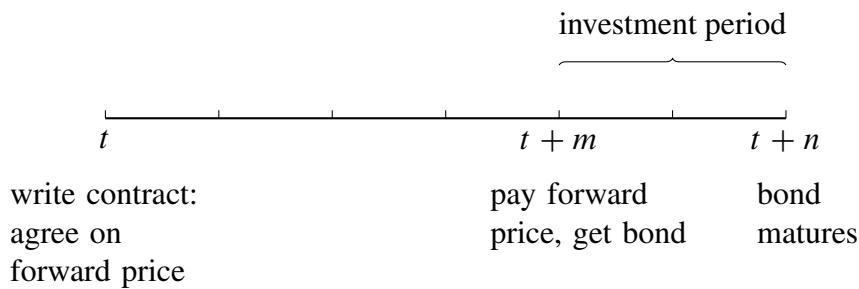 investment period
t
t + m
t + n
write contract:
agree on
forward price
pay forward
price, get bond
bond
matures